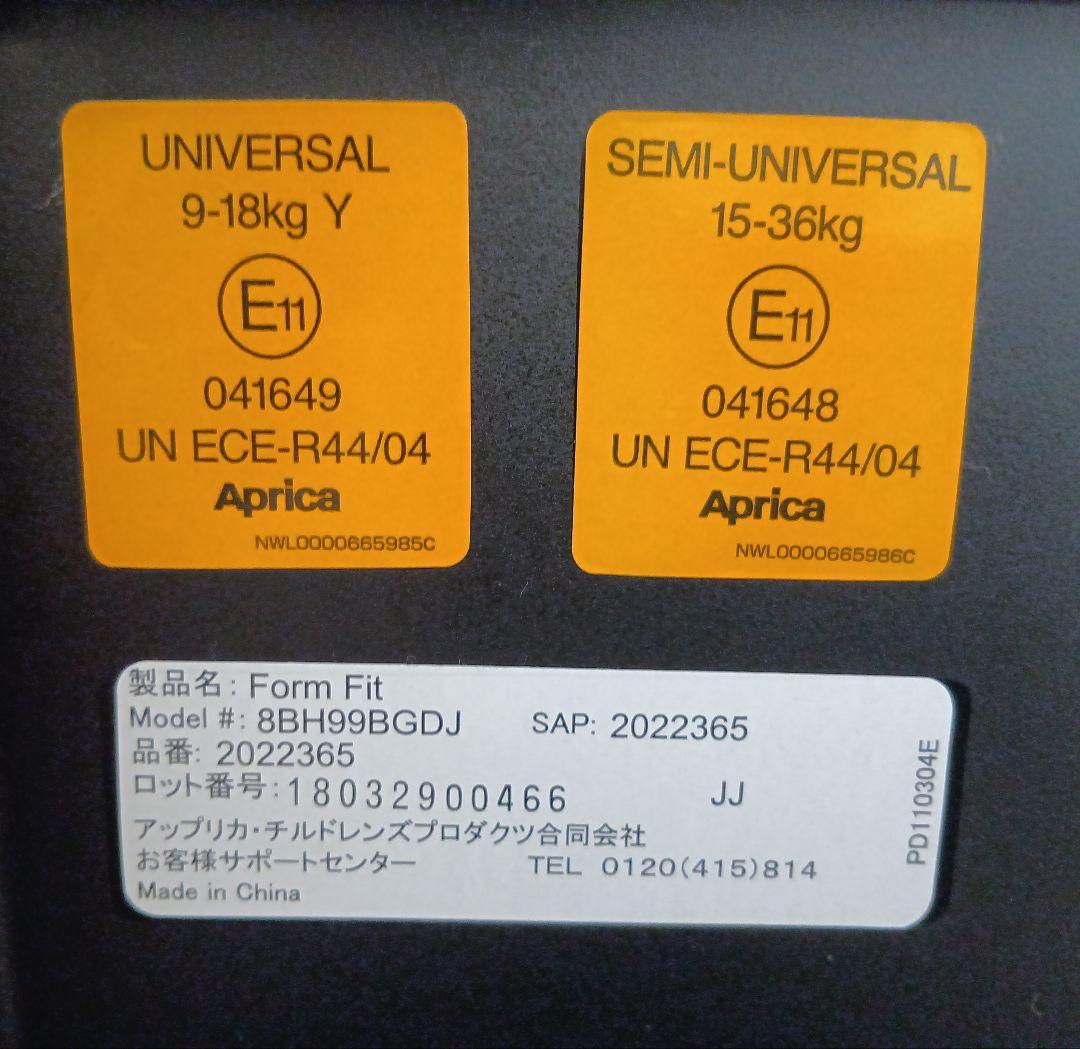 UNIVERSAL
9-18kg Y
E11
041649
UN ECE-R44/04
Aprica
NWL0000665985C
SEMI-UNIVERSAL
15-36kg
E11
041648
UN ECE-R44/04
Aprica
NWL0000665986C
製品名: Form Fit
Model #: 8BH99BGDJ SAP: 2022365
品番: 2022365
ロット番号: 18032900466 JJ
アップリカ・チルドレンズプロダクツ合同会社
お客様サポートセンター TEL 0120(415)814
Made in China
PD110304E